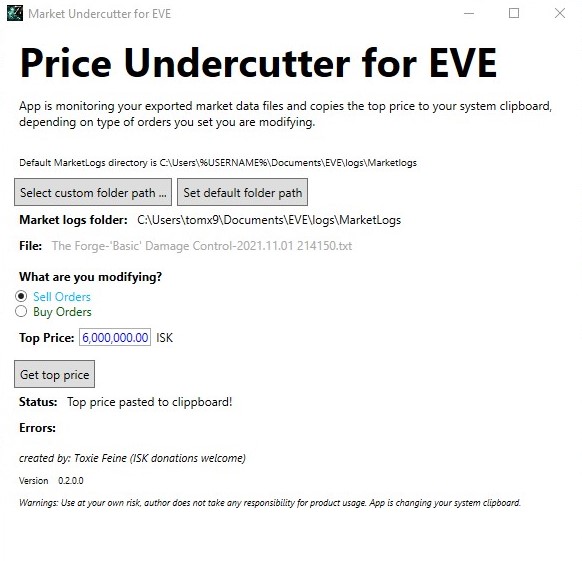 Market Undercutter for EVE
Price Undercutter for EVE
App is monitoring your exported market data files and copies the top price to your system clipboard,
depending on type of orders you set you are modifying.
Default MarketLogs directory is C:\Users\%USERNAME%\Documents\EVE\logs\Marketlogs
Select custom folder path ... Set default folder path
Market logs folder: C:\Users\tomx9\Documents\EVE\logs\MarketLogs
File: The Forge-'Basic' Damage Control-2021.11.01 214150.txt
What are you modifying?
Sell Orders
Buy Orders
Top Price: 6,000,000.00 ISK
Get top price
Status: Top price pasted to clippboard!
Errors:
created by: Toxie Feine (ISK donations welcome)
Version 0.2.0.0
Warnings: Use at your own risk, author does not take any responsibility for product usage. App is changing your system clipboard.